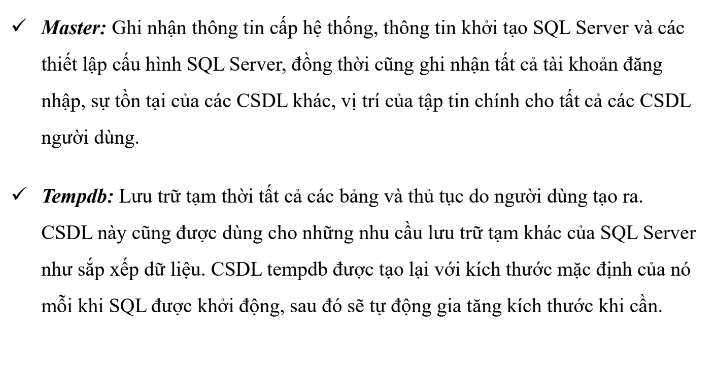 ✓ Master: Ghi nhận thông tin cấp hệ thống, thông tin khởi tạo SQL Server và các
thiết lập cấu hình SQL Server, đồng thời cũng ghi nhận tất cả tài khoản đăng
nhập, sự tồn tại của các CSDL khác, vị trí của tập tin chính cho tất cả các CSDL
người dùng.
✓ Tempdb: Lưu trữ tạm thời tất cả các bảng và thủ tục do người dùng tạo ra.
CSDL này cũng được dùng cho những nhu cầu lưu trữ tạm khác của SQL Server
như sắp xếp dữ liệu. CSDL tempdb được tạo lại với kích thước mặc định của nó
mỗi khi SQL được khởi động, sau đó sẽ tự động gia tăng kích thước khi cần.